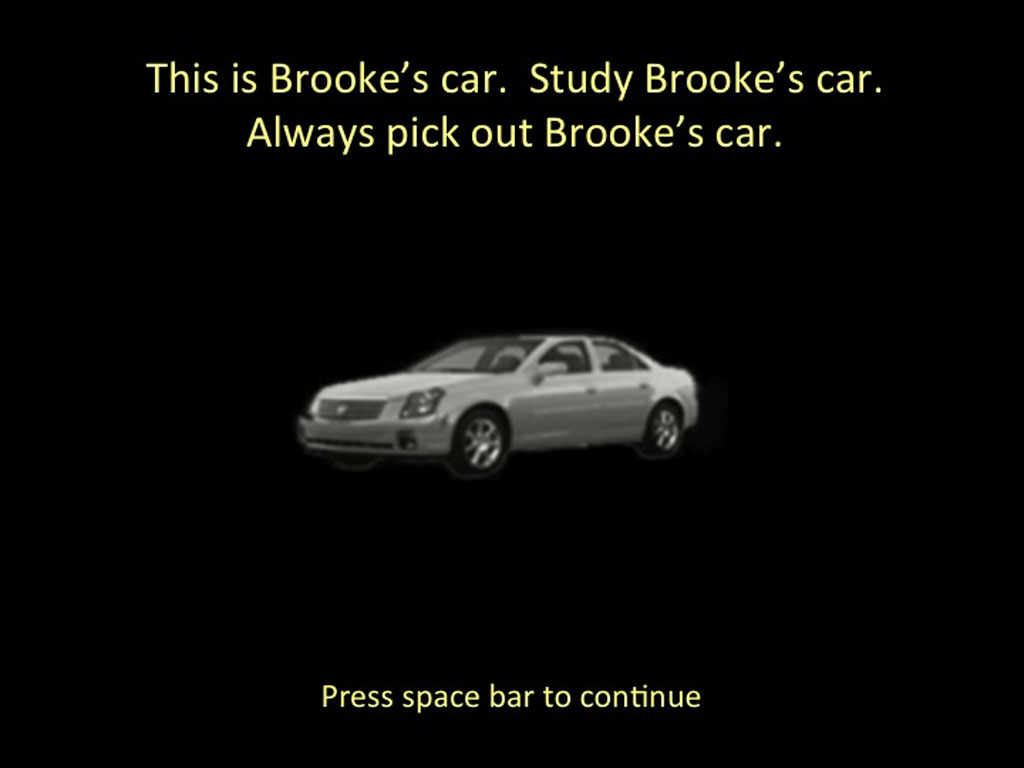 This is Brooke’s car.  Study Brooke’s car.
Always pick out Brooke’s car.
Press space bar to continue